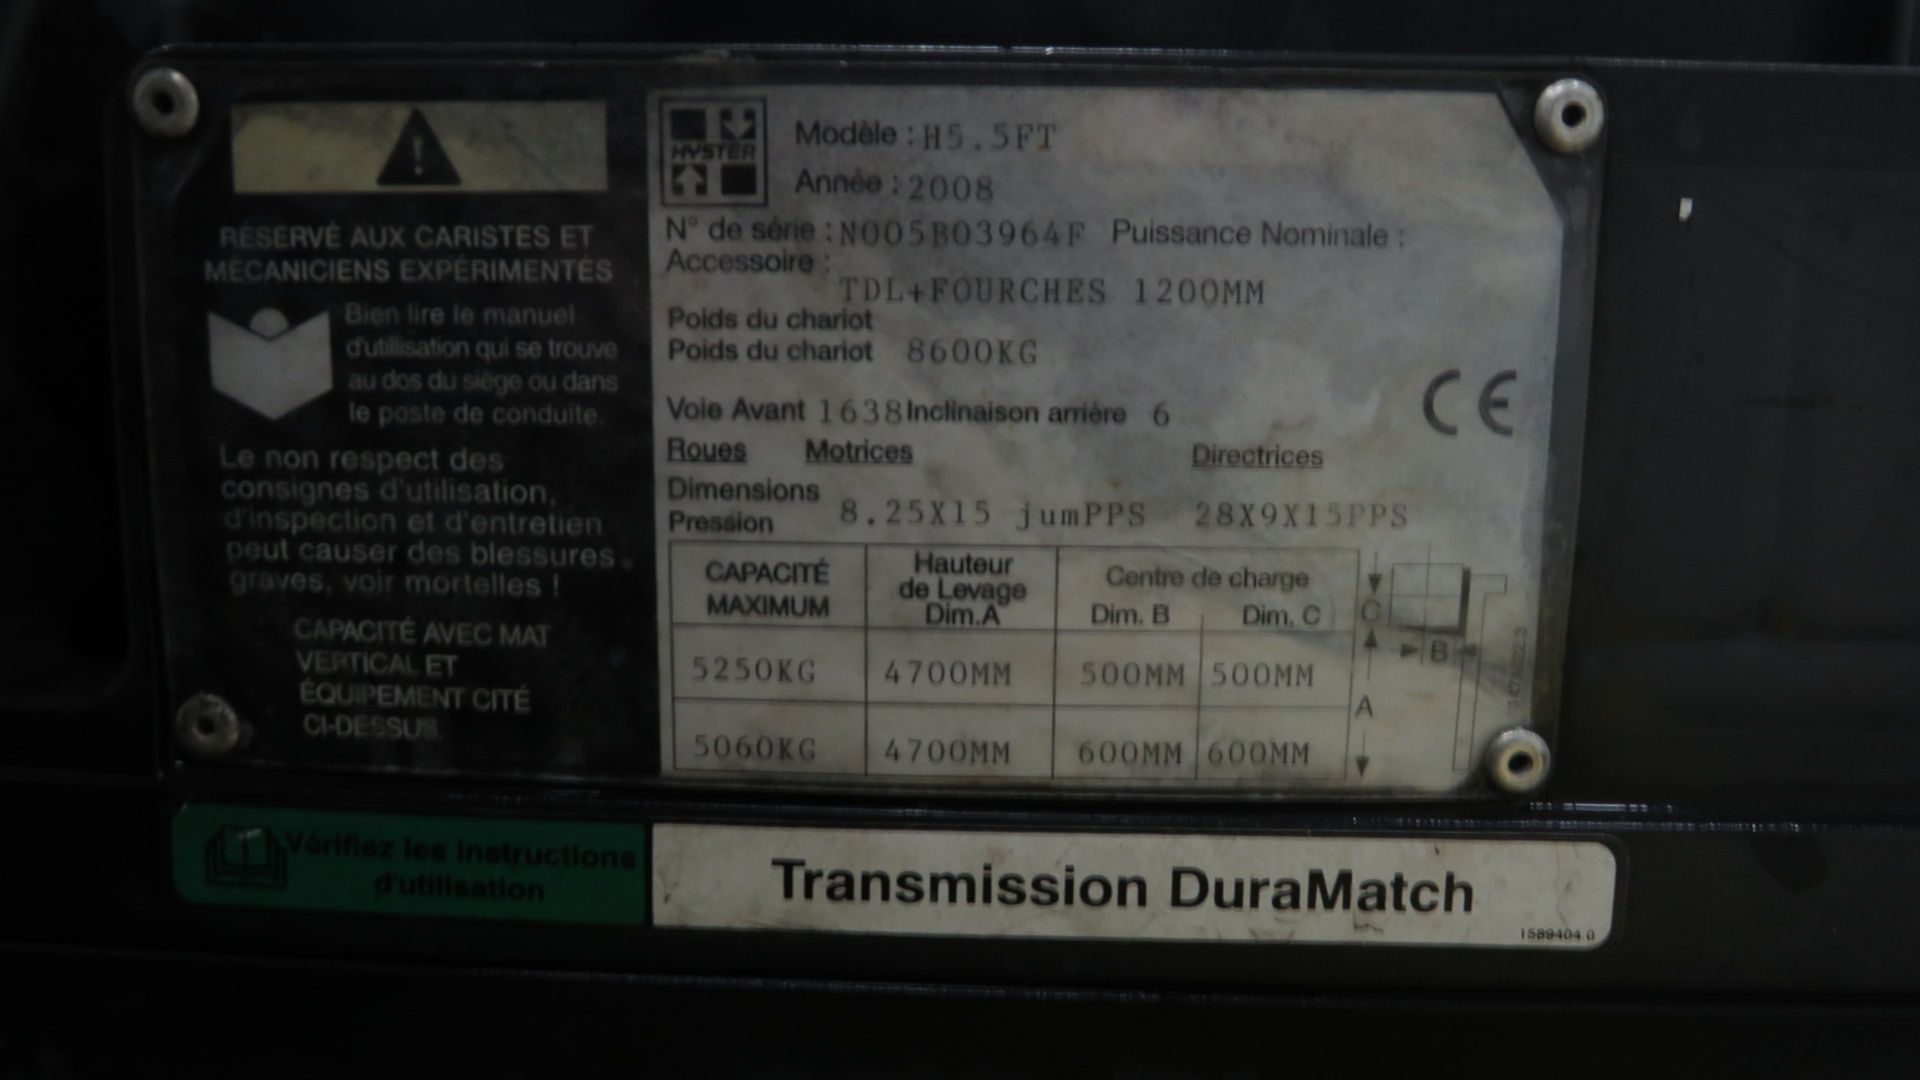 RÉSERVÉ AUX CARISTES ET
MÉCANICIENS EXPÉRIMENTÉS
Bien lire le manuel
d'utilisation qui se trouve
au dos du siège ou dans
le poste de conduite.
Le non respect des
consignes d'utilisation,
d'inspection et d'entretien
peut causer des blessures
graves, voir mortelles !
CAPACITÉ AVEC MAT
VERTICAL ET
ÉQUIPEMENT CITÉ
CI-DESSUS.
HYSTER
Modèle : H5.5FT
Année : 2008
N° de série : N005B03964F Puissance Nominale :
Accessoire :
TDL+FOURCHES 1200MM
Poids du chariot
Poids du chariot 8600KG
Voie Avant 1638 Inclinaison arrière 6
CE
Roues Motrices Directrices
Dimensions
Pression 8.25X15 jumPPS 28X9X15PPS
CAPACITÉ MAXIMUM Hauteur de Levage Dim.A Centre de charge Dim. B Dim, C
5250KG 4700MM 500MM 500MM
5060KG 4700MM 600MM 600MM
C
B
A
Vérifiez les instructions
d'utilisation
Transmission DuraMatch
1589404.0